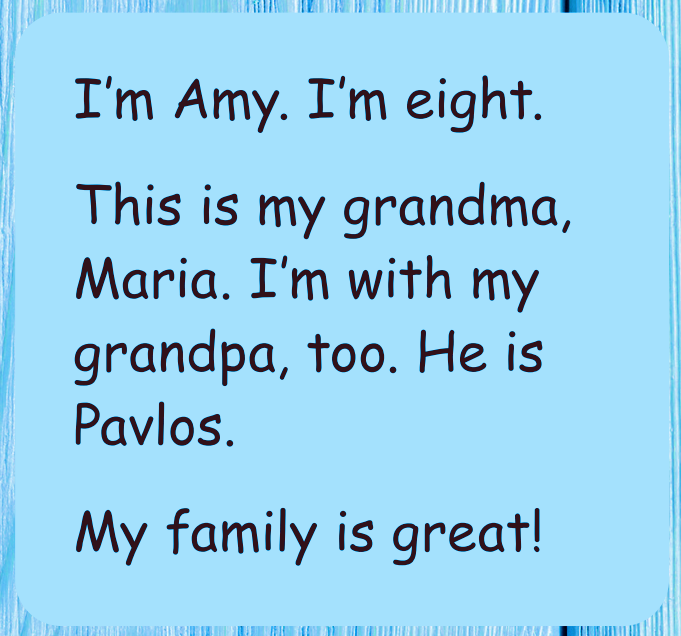 I'm Amy. I'm eight.
This is my grandma,
Maria. I'm with my
grandpa, too. He is
Pavlos.
My family is great!